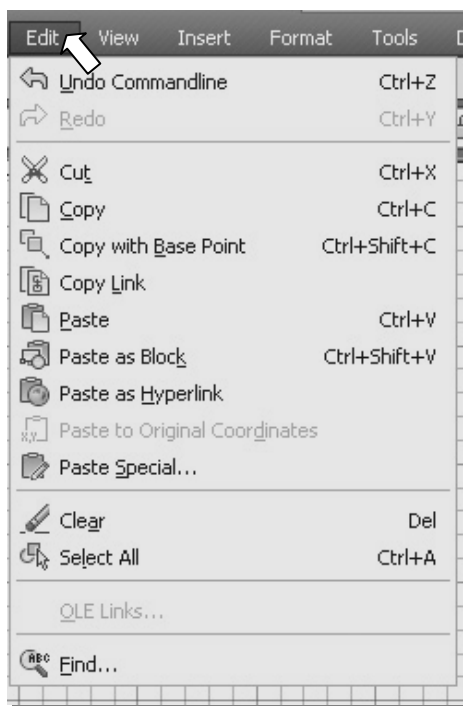 Edit View Insert Format Tools
Undo Commandline Ctrl+Z
Redo Ctrl+Y
Cut Ctrl+X
Copy Ctrl+C
Copy with Base Point Ctrl+Shift+C
Copy Link
Paste Ctrl+V
Paste as Block Ctrl+Shift+V
Paste as Hyperlink
x,y Paste to Original Coordinates
Paste Special...
Clear Del
Select All Ctrl+A
OLE Links...
ABC Find...